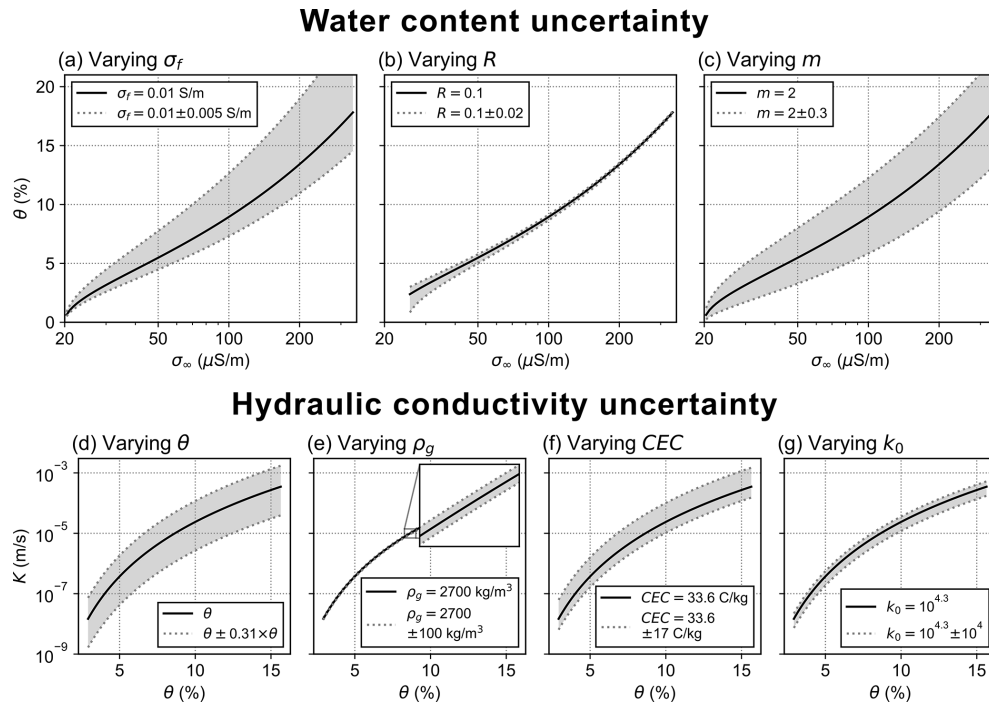 Water content uncertainty
(a) Varying σf
(b) Varying R
(c) Varying m
σf = 0.01 S/m
σf = 0.01±0.005 S/m
R = 0.1
R = 0.1±0.02
m = 2
m = 2±0.3
20
15
10
5
0
θ (%)
20 50 100 200
20 50 100 200
20 50 100 200
σ∞ (μS/m)
σ∞ (μS/m)
σ∞ (μS/m)
Hydraulic conductivity uncertainty
(d) Varying θ
(e) Varying ρg
(f) Varying CEC
(g) Varying k₀
10⁻³
10⁻⁵
10⁻⁷
10⁻⁹
K (m/s)
θ
θ ± 0.31×θ
ρg = 2700 kg/m³
ρg = 2700
±100 kg/m³
CEC = 33.6 C/kg
CEC = 33.6
±17 C/kg
k₀ = 10⁴·³
k₀ = 10⁴·³ ± 10⁴
5 10 15
5 10 15
5 10 15
5 10 15
θ (%)
θ (%)
θ (%)
θ (%)